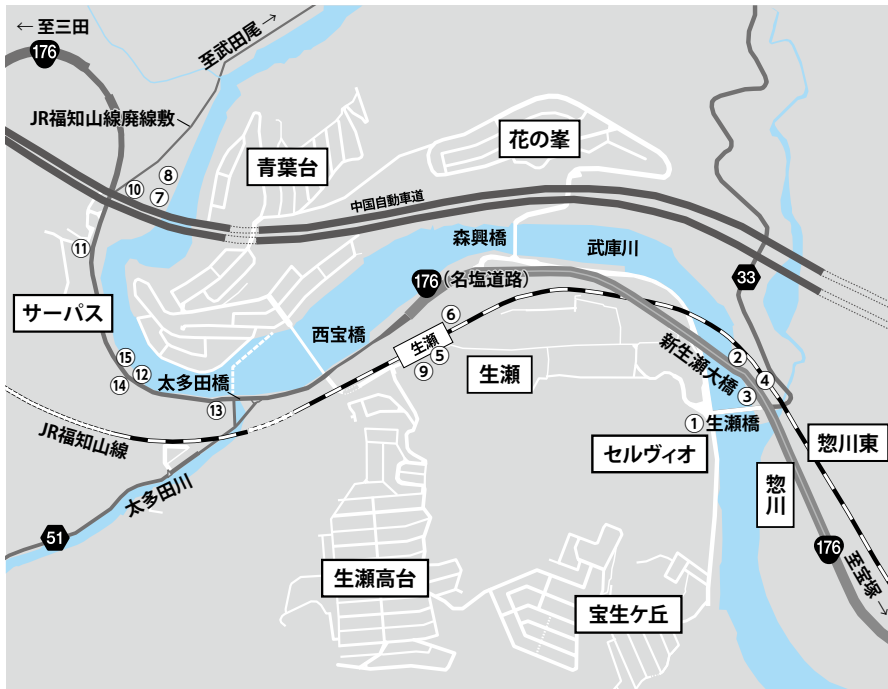 ← 至三田
176
至武田尾 →
JR福知山線廃線敷
⑧
⑩
⑦
青葉台
花の峯
中国自動車道
⑪
森興橋
武庫川
33
176 (名塩道路)
サーパス
西宝橋
⑥
生瀬
⑤
⑨
生瀬
新生瀬大橋
②
④
③
⑮
⑭
⑫
太多田橋
⑬
①生瀬橋
JR福知山線
セルヴィオ
惣川東
惣川
太多田川
51
176
至宝塚 →
生瀬高台
宝生ケ丘